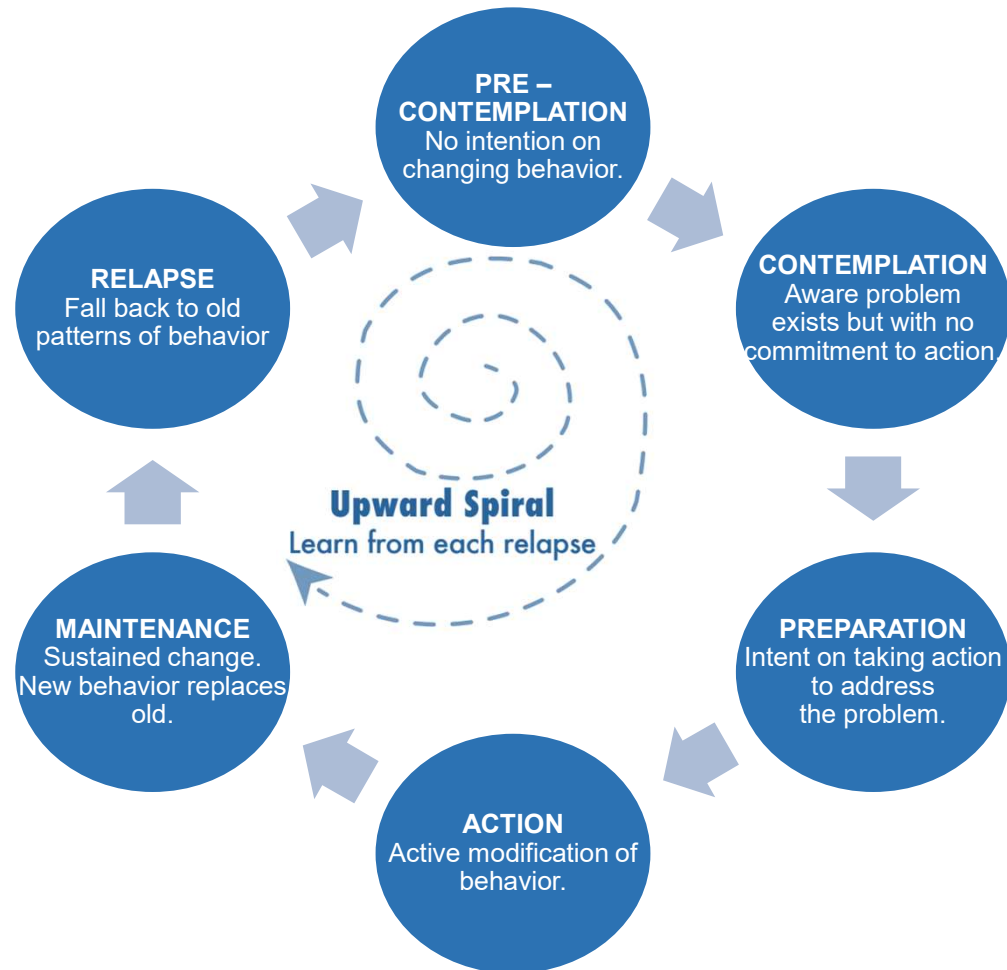 PRE –
CONTEMPLATION
No intention on
changing behavior.
CONTEMPLATION
Aware problem
exists but with no
commitment to action.
PREPARATION
Intent on taking action
to address
the problem.
ACTION
Active modification of
behavior.
MAINTENANCE
Sustained change.
New behavior replaces
old.
RELAPSE
Fall back to old
patterns of behavior
Upward Spiral
Learn from each relapse